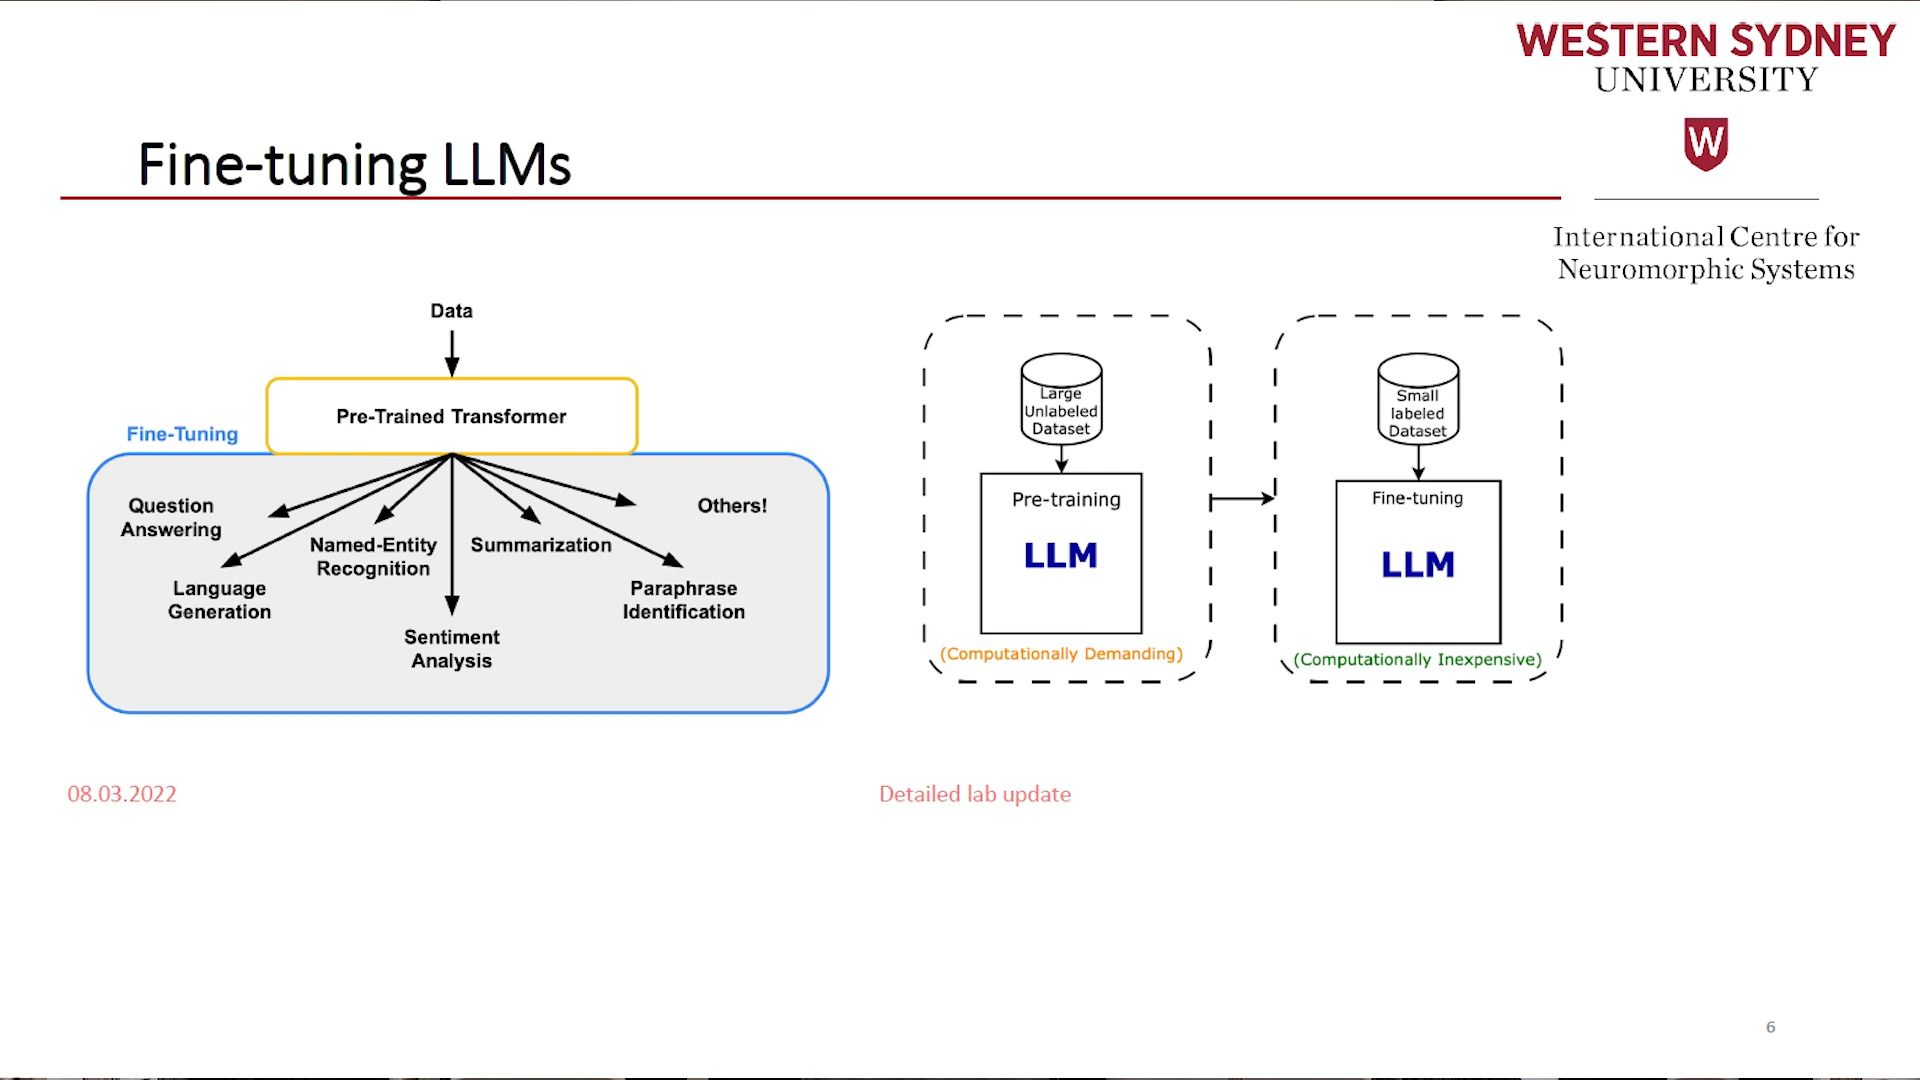 WESTERN SYDNEY
UNIVERSITY
W
International Centre for
Neuromorphic Systems
Fine-tuning LLMs
Data
Pre-Trained Transformer
Fine-Tuning
Question
Answering
Language
Generation
Named-Entity
Recognition
Sentiment
Analysis
Summarization
Paraphrase
Identification
Others!
Large
Unlabeled
Dataset
Pre-training
LLM
(Computationally Demanding)
Small
labeled
Dataset
Fine-tuning
LLM
(Computationally Inexpensive)
08.03.2022
Detailed lab update
6